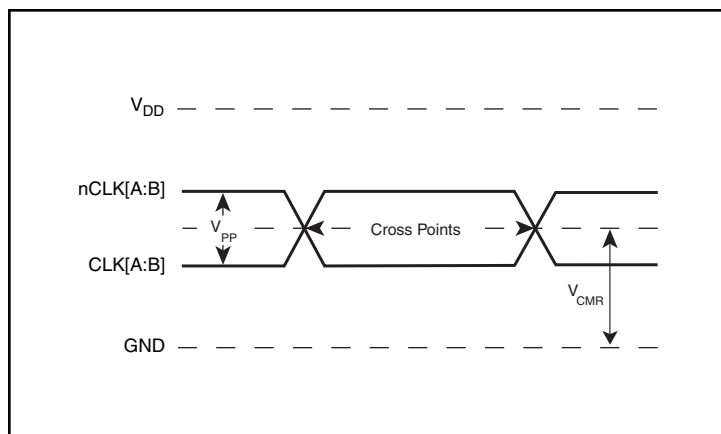 VDD
nCLK[A:B]
VPP
Cross Points
CLK[A:B]
VCMR
GND